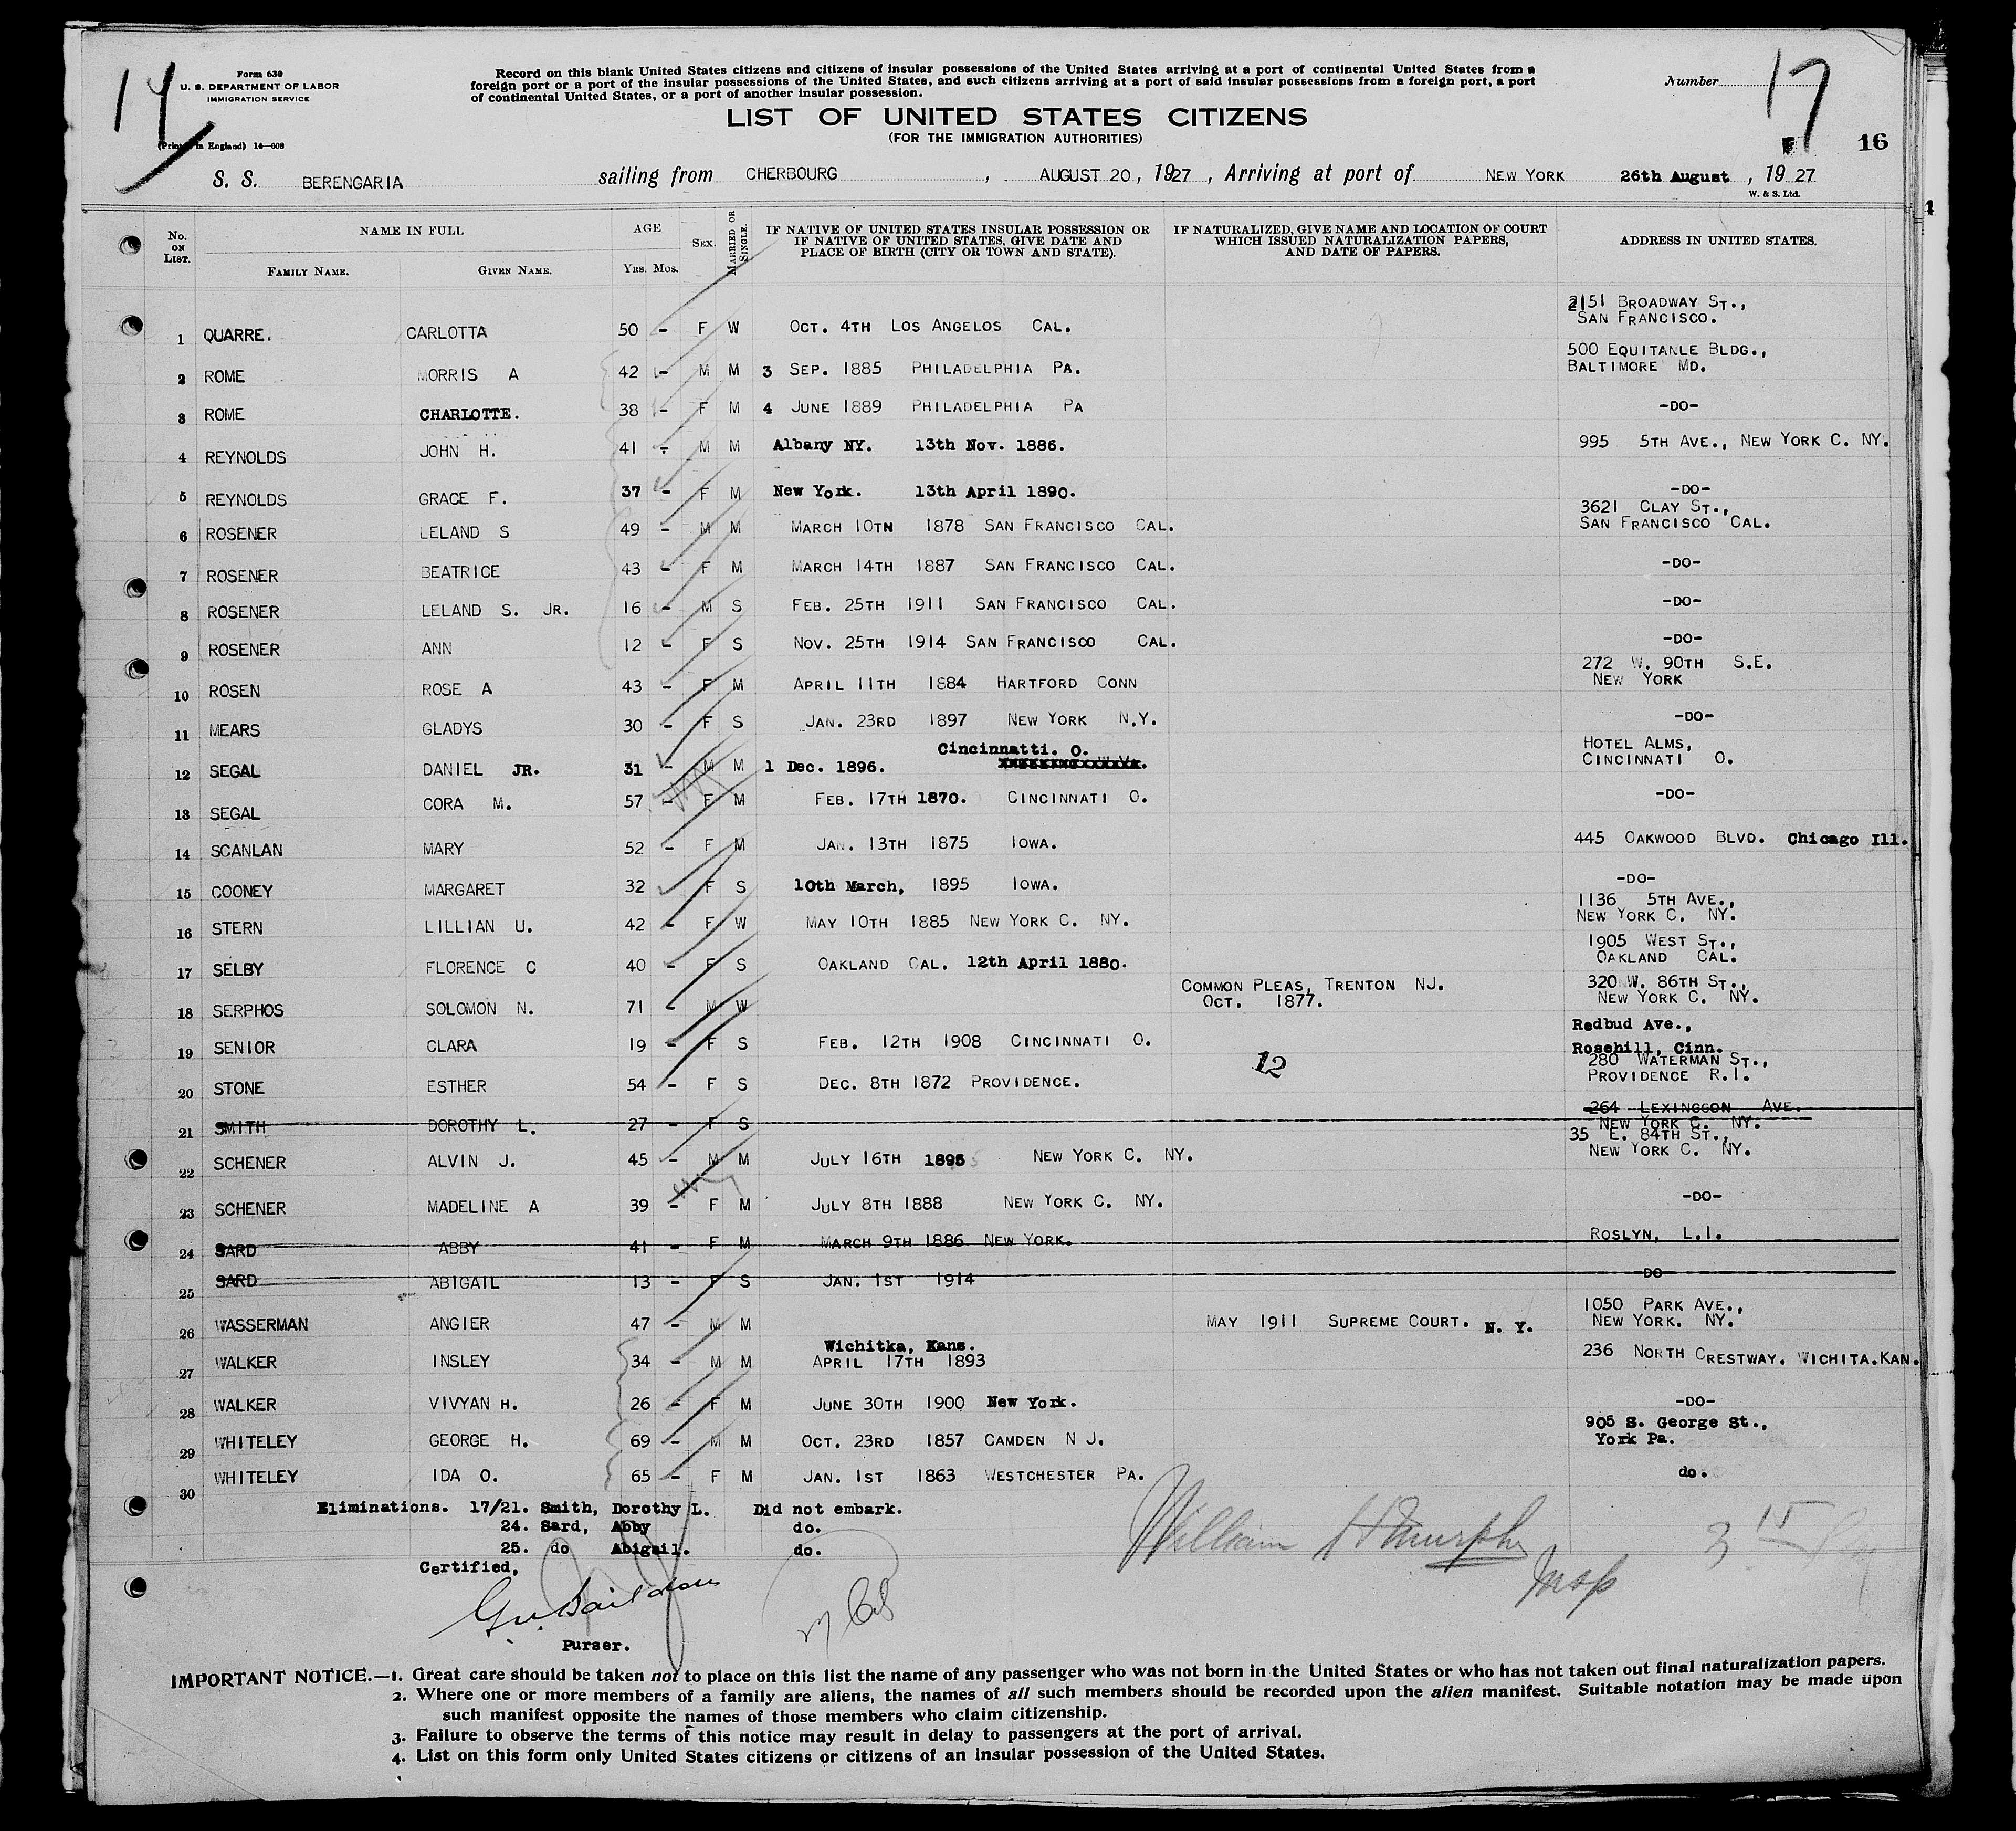 14
Form 630
U. S. DEPARTMENT OF LABOR
IMMIGRATION SERVICE
(Printed in England) 14—608
Record on this blank United States citizens and citizens of insular possessions of the United States arriving at a port of continental United States from a
foreign port or a port of the insular possessions of the United States, and such citizens arriving at a port of said insular possessions from a foreign port, a port
of continental United States, or a port of another insular possession.
Number 17
LIST OF UNITED STATES CITIZENS
(FOR THE IMMIGRATION AUTHORITIES)
F 16
S. S. BERENGARIA sailing from CHERBOURG , AUGUST 20, 1927 , Arriving at port of NEW YORK 26th August , 19 27
W. & S. Ltd.
No. ON LIST. NAME IN FULL AGE SEX. MARRIED OR SINGLE. IF NATIVE OF UNITED STATES INSULAR POSSESSION OR IF NATIVE OF UNITED STATES, GIVE DATE AND PLACE OF BIRTH (CITY OR TOWN AND STATE). IF NATURALIZED, GIVE NAME AND LOCATION OF COURT WHICH ISSUED NATURALIZATION PAPERS, AND DATE OF PAPERS. ADDRESS IN UNITED STATES.
FAMILY NAME. GIVEN NAME. YRS. MOS.
1 QUARRE. CARLOTTA 50 - F W OCT. 4TH LOS ANGELOS CAL. 2151 BROADWAY ST., SAN FRANCISCO.
2 ROME MORRIS A 42 - M M 3 SEP. 1885 PHILADELPHIA PA. 500 EQUITANLE BLDG., BALTIMORE MD.
3 ROME CHARLOTTE. 38 - F M 4 JUNE 1889 PHILADELPHIA PA -DO-
4 REYNOLDS JOHN H. 41 - M M Albany NY. 13th Nov. 1886. 995 5TH AVE., NEW YORK C. NY.
5 REYNOLDS GRACE F. 37 - F M New York. 13th April 1890. -DO-
6 ROSENER LELAND S 49 - M M MARCH 10TH 1878 SAN FRANCISCO CAL. 3621 CLAY ST., SAN FRANCISCO CAL.
7 ROSENER BEATRICE 43 - F M MARCH 14TH 1887 SAN FRANCISCO CAL. -DO-
8 ROSENER LELAND S. JR. 16 - M S FEB. 25TH 1911 SAN FRANCISCO CAL. -DO-
9 ROSENER ANN 12 - F S NOV. 25TH 1914 SAN FRANCISCO CAL. -DO-
10 ROSEN ROSE A 43 - F M APRIL 11TH 1884 HARTFORD CONN 272 W. 90TH S.E. NEW YORK
11 MEARS GLADYS 30 - F S JAN. 23RD 1897 NEW YORK N.Y. -DO-
12 SEGAL DANIEL JR. 31 - M M 1 Dec. 1896. Cincinnatti. O. HOTEL ALMS, CINCINNATI O.
13 SEGAL CORA M. 57 - F M FEB. 17TH 1870. CINCINNATI O. -DO-
14 SCANLAN MARY 52 - F M JAN. 13TH 1875 IOWA. 445 OAKWOOD BLVD. Chicago Ill.
15 COONEY MARGARET 32 F S 10th March, 1895 IOWA. -DO-
16 STERN LILLIAN U. 42 - F W MAY 10TH 1885 NEW YORK C. NY. 1136 5TH AVE., NEW YORK C. NY.
17 SELBY FLORENCE C 40 - F S OAKLAND CAL. 12th April 1880. 1905 WEST ST., OAKLAND CAL.
18 SERPHOS SOLOMON N. 71 - M W COMMON PLEAS, TRENTON NJ. OCT. 1877. 320 W. 86TH ST., NEW YORK C. NY.
19 SENIOR CLARA 19 - F S FEB. 12TH 1908 CINCINNATI O. 12 Redbud Ave., Rosehill, Cinn.
20 STONE ESTHER 54 - F S DEC. 8TH 1872 PROVIDENCE. 280 WATERMAN ST., PROVIDENCE R.I.
21 SMITH DOROTHY L. 27 - F S 264 LEXINGCON AVE. NEW YORK C. NY.
22 SCHENER ALVIN J. 45 - M M JULY 16TH 1895 NEW YORK C. NY. 35 E. 84TH ST., NEW YORK C. NY.
23 SCHENER MADELINE A 39 - F M JULY 8TH 1888 NEW YORK C. NY. -DO-
24 SARD ABBY 41 - F M MARCH 9TH 1886 NEW YORK. ROSLYN, L.I.
25 SARD ABIGAIL 13 - F S JAN. 1ST 1914 -DO-
26 WASSERMAN ANGIER 47 - M M MAY 1911 SUPREME COURT. N. Y. 1050 PARK AVE., NEW YORK. NY.
27 WALKER INSLEY 34 - M M Wichitka, Kans. APRIL 17TH 1893 236 NORTH CRESTWAY. WICHITA.KAN.
28 WALKER VIVYAN H. 26 - F M JUNE 30TH 1900 New York. -DO-
29 WHITELEY GEORGE H. 69 - M M OCT. 23RD 1857 CAMDEN N J. 905 S. George St., York Pa.
30 WHITELEY IDA O. 65 - F M JAN. 1ST 1863 WESTCHESTER PA. do.
Eliminations. 17/21. Smith, Dorothy L. Did not embark.
24. Sard, Abby do.
25. do Abigail. do.
Certified,
William H Murphy
Insp
Purser.
IMPORTANT NOTICE.—1. Great care should be taken not to place on this list the name of any passenger who was not born in the United States or who has not taken out final naturalization papers.
2. Where one or more members of a family are aliens, the names of all such members should be recorded upon the alien manifest. Suitable notation may be made upon
such manifest opposite the names of those members who claim citizenship.
3. Failure to observe the terms of this notice may result in delay to passengers at the port of arrival.
4. List on this form only United States citizens or citizens of an insular possession of the United States.